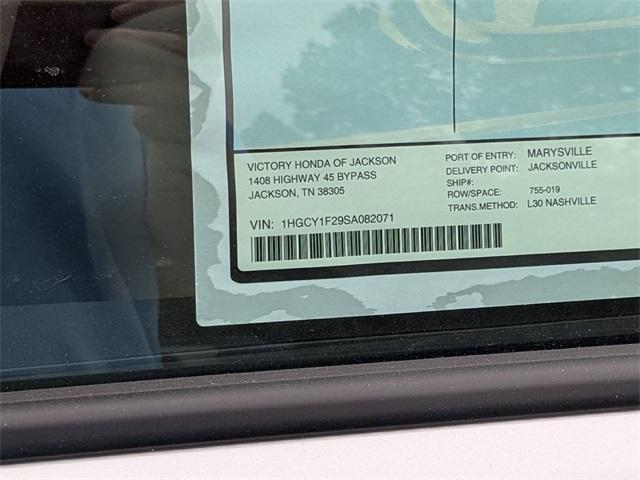 VICTORY HONDA OF JACKSON
1408 HIGHWAY 45 BYPASS
JACKSON, TN 38305
VIN: 1HGCY1F29SA082071
PORT OF ENTRY: MARYSVILLE
DELIVERY POINT: JACKSONVILLE
SHIP#:
ROW/SPACE: 755-019
TRANS.METHOD: L30 NASHVILLE